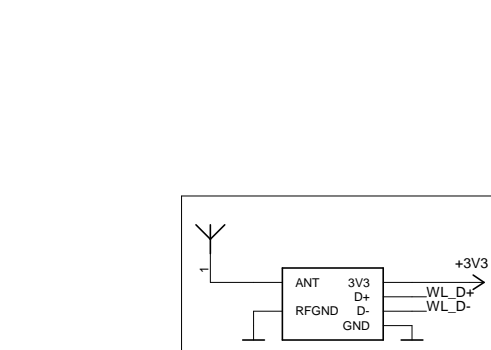 +3V3
1
ANT 3V3
D+ WL_D+
RFGND D- WL_D-
GND